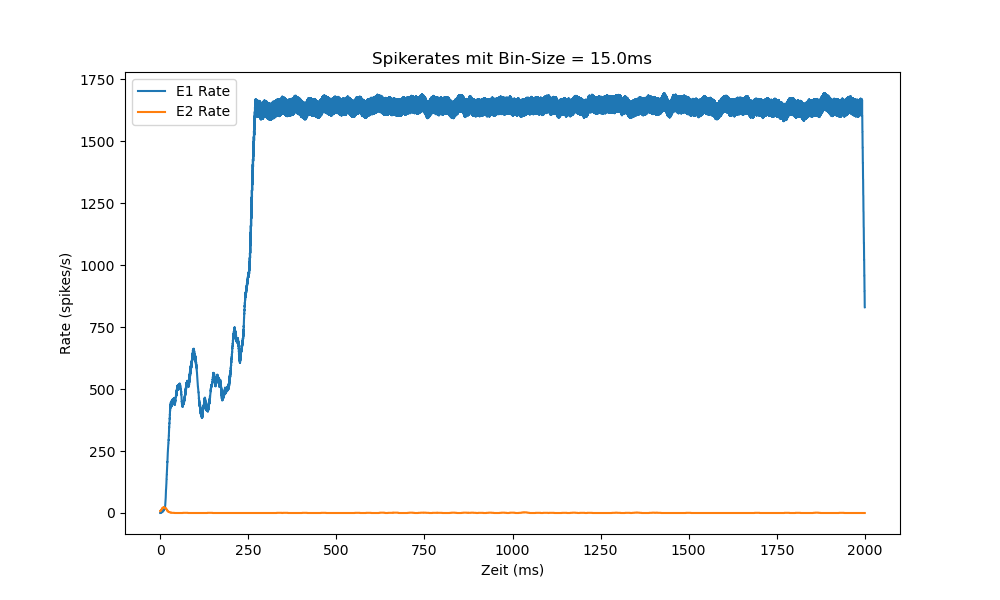 Spikerates mit Bin-Size = 15.0ms
E1 Rate
E2 Rate
1750
1500
1250
1000
750
500
250
0
Rate (spikes/s)
0 250 500 750 1000 1250 1500 1750 2000
Zeit (ms)